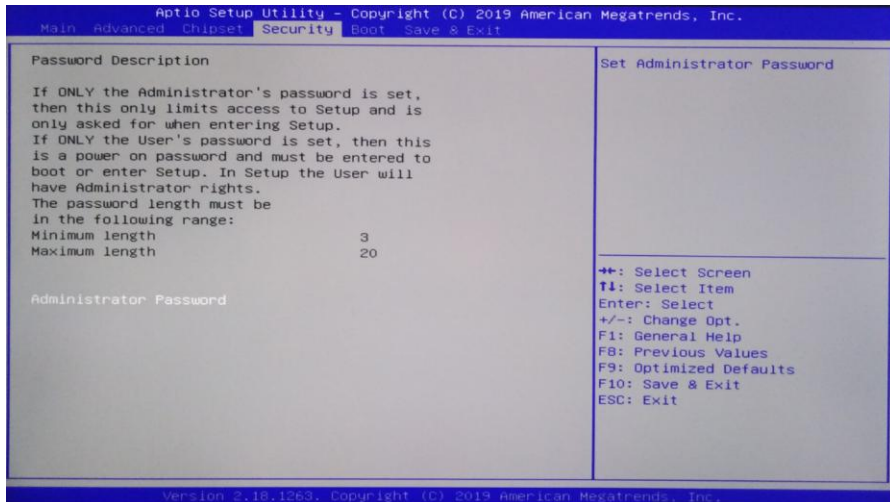 Aptio Setup Utility – Copyright (C) 2019 American Megatrends, Inc.
Main Advanced Chipset Security Boot Save & Exit
Password Description
If ONLY the Administrator's password is set,
then this only limits access to Setup and is
only asked for when entering Setup.
If ONLY the User's password is set, then this
is a power on password and must be entered to
boot or enter Setup. In Setup the User will
have Administrator rights.
The password length must be
in the following range:
Minimum length 3
Maximum length 20
Administrator Password
Set Administrator Password
→←: Select Screen
↑↓: Select Item
Enter: Select
+/-: Change Opt.
F1: General Help
F8: Previous Values
F9: Optimized Defaults
F10: Save & Exit
ESC: Exit
Version 2.18.1263. Copyright (C) 2019 American Megatrends, Inc.